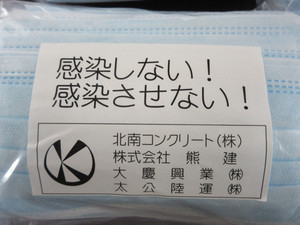 感染しない！
感染させない！
北南コンクリート(株)
株式会社 熊建
大慶興業㈱
太公陸運㈱